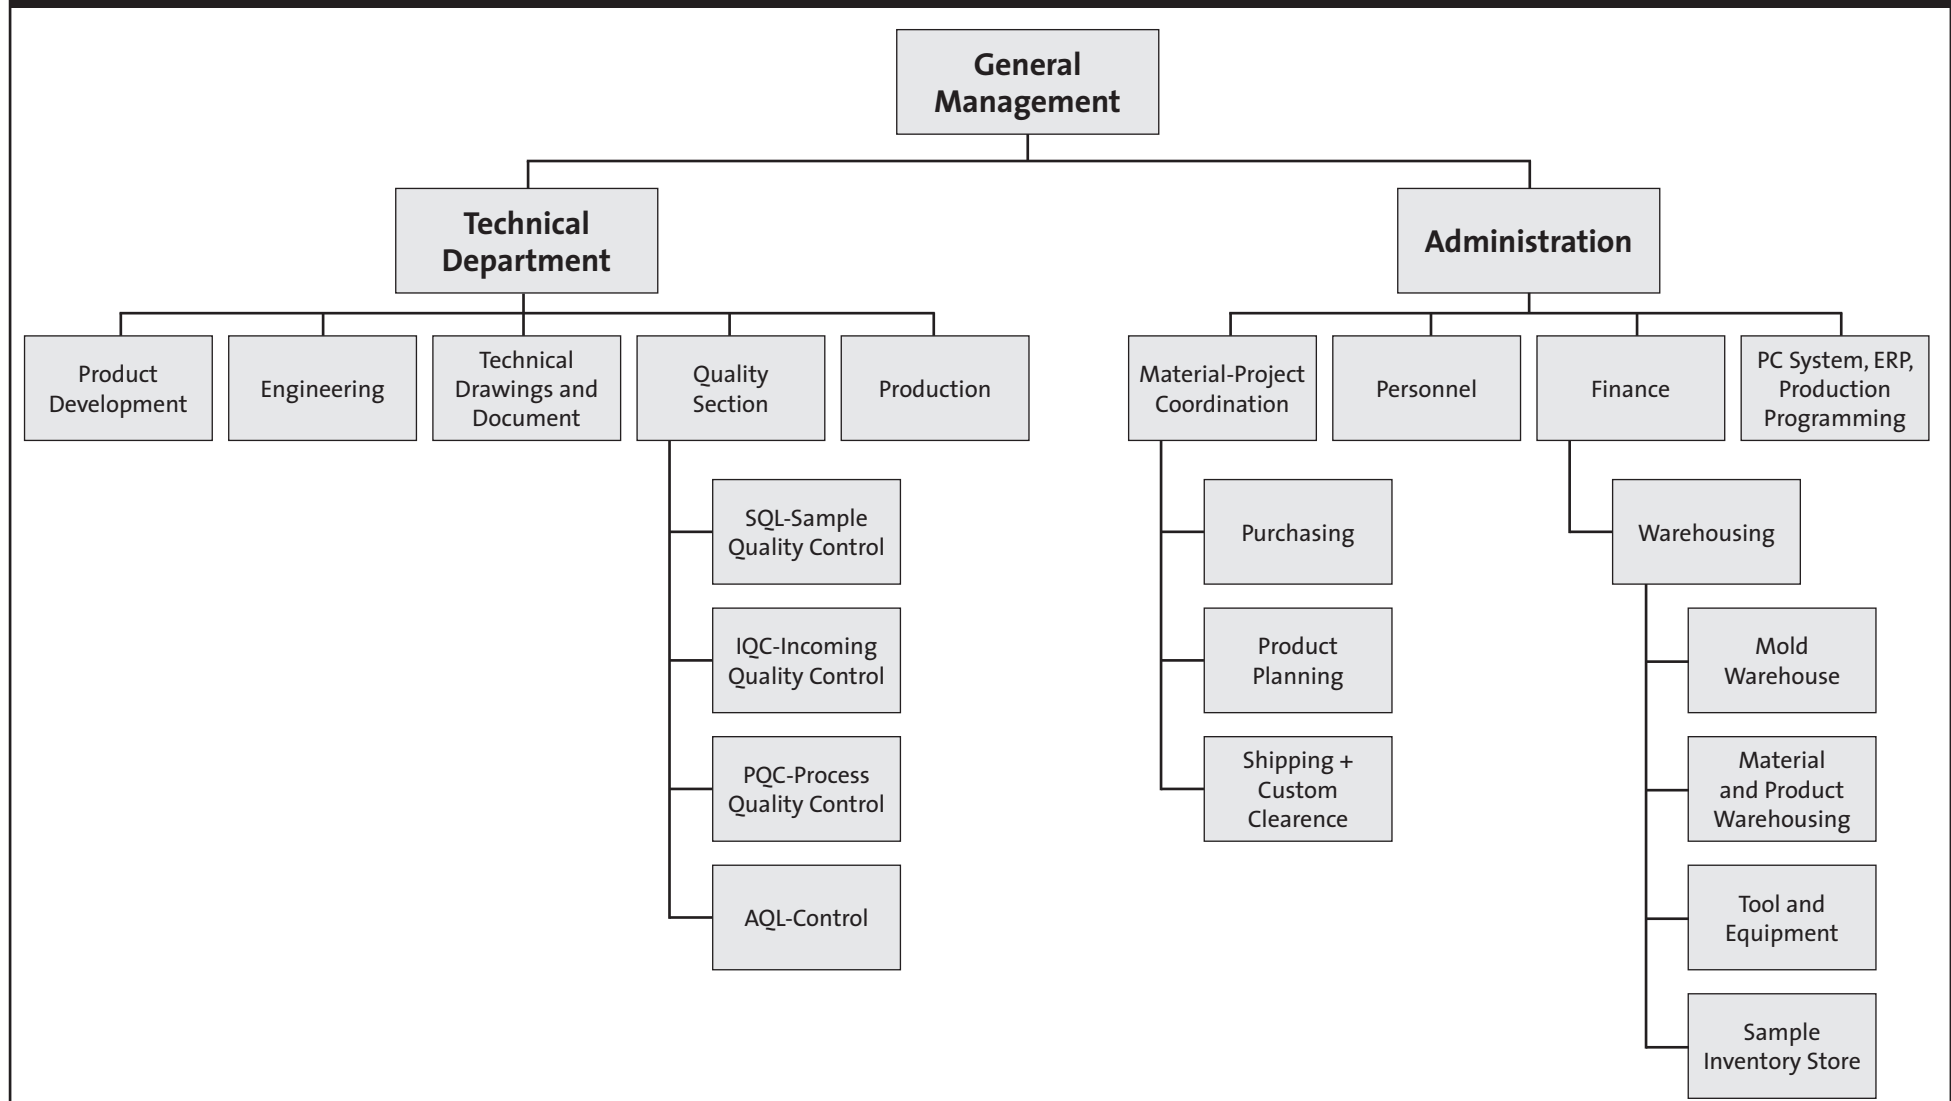 General
Management
Technical
Department
Administration
Product
Development
Engineering
Technical
Drawings and
Document
Quality
Section
Production
Material-Project
Coordination
Personnel
Finance
PC System, ERP,
Production
Programming
SQL-Sample
Quality Control
IQC-Incoming
Quality Control
PQC-Process
Quality Control
AQL-Control
Purchasing
Product
Planning
Shipping +
Custom
Clearence
Warehousing
Mold
Warehouse
Material
and Product
Warehousing
Tool and
Equipment
Sample
Inventory Store